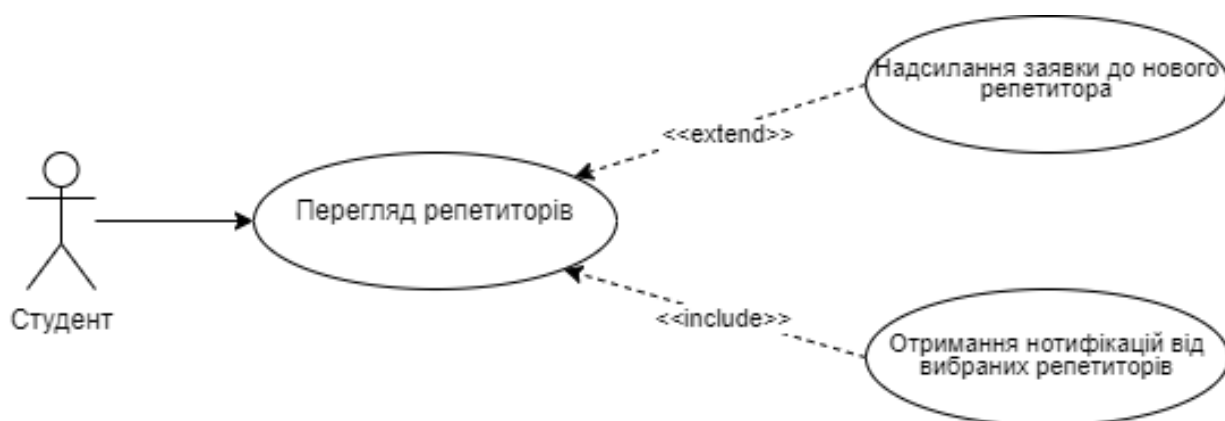 Надсилання заявки до нового
репетитора
<<extend>>
Перегляд репетиторів
Студент
<<include>>
Отримання нотифікацій від
вибраних репетиторів